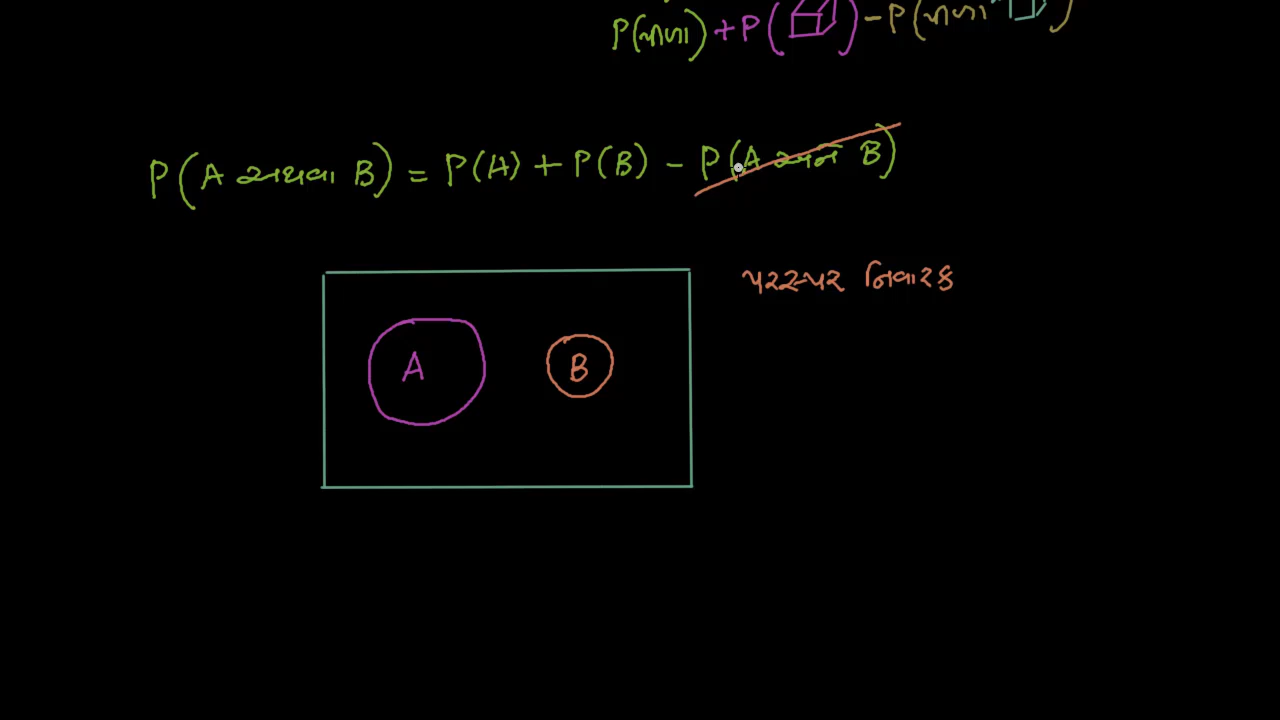 P(પીળા) + P( ) - P(પીળા )
P(A અથવા B) = P(A) + P(B) - P(A અને B)
પરસ્પર નિવારક
A B